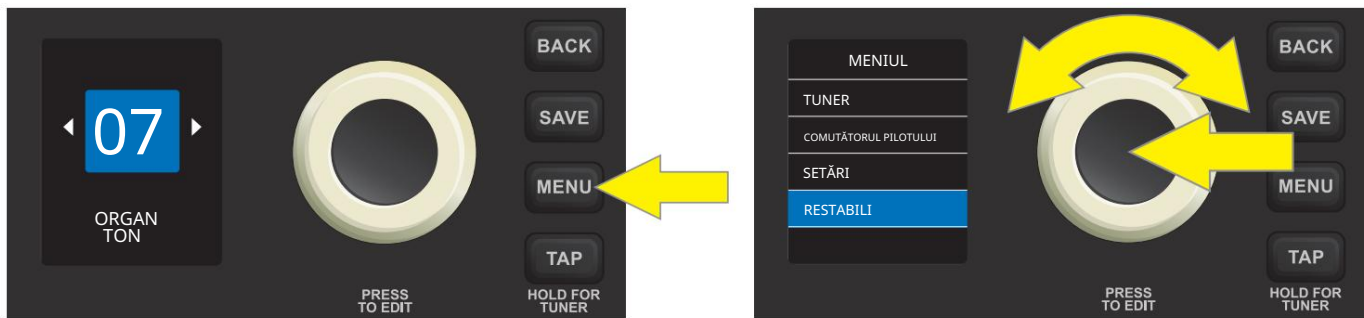 07
ORGAN
TON
PRESS
TO EDIT
BACK
SAVE
MENU
TAP
HOLD FOR
TUNER
MENIUL
TUNER
COMUTĂTORUL PILOTULUI
SETĂRI
RESTABILI
PRESS
TO EDIT
BACK
SAVE
MENU
TAP
HOLD FOR
TUNER